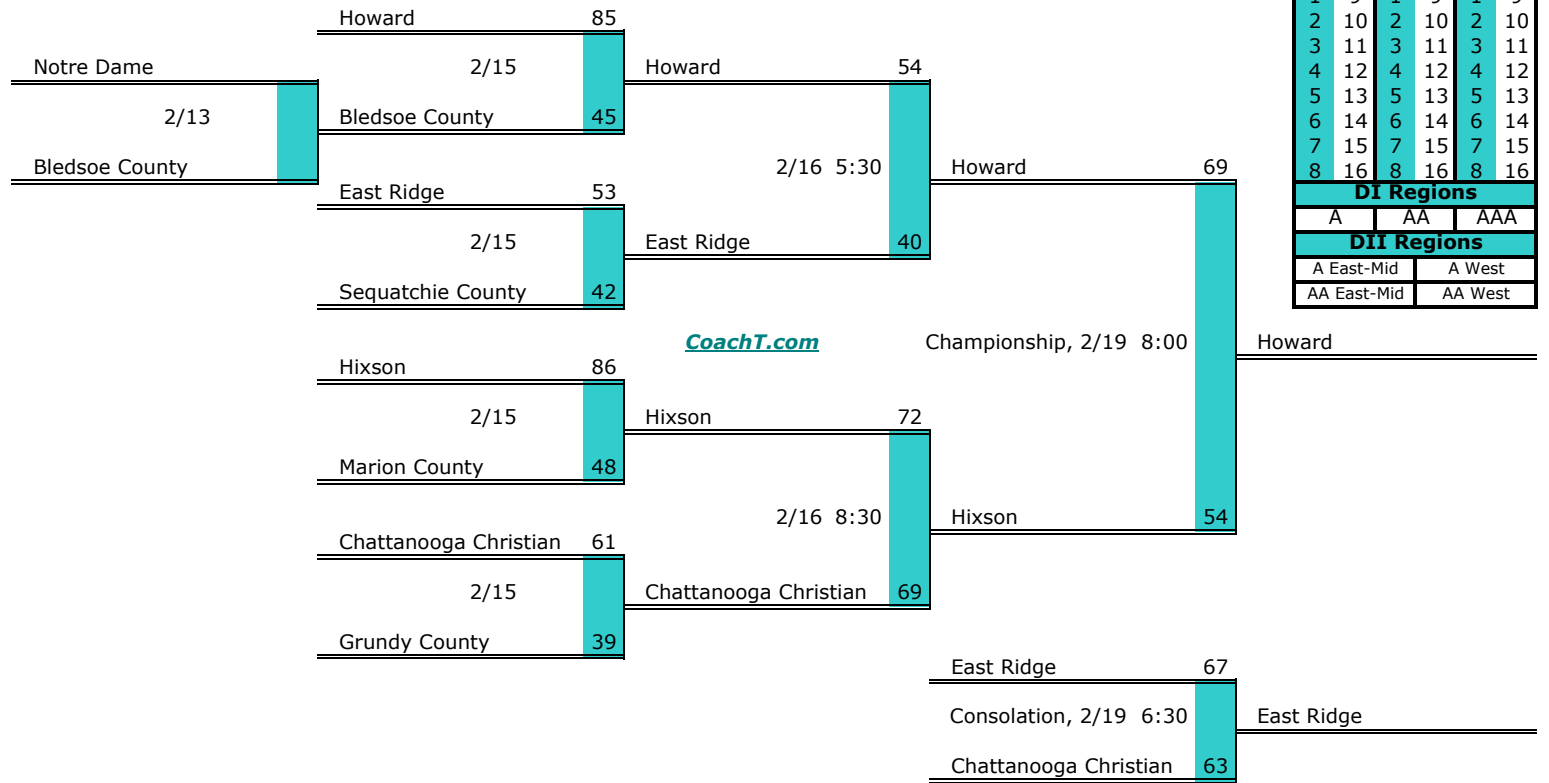 Howard 85
2 10 2 10 2 10
Notre Dame 2/15 Howard 54
3 11 3 11 3 11
4 12 4 12 4 12
2/13 Bledsoe County 45
5 13 5 13 5 13
6 14 6 14 6 14
Bledsoe County 2/16 5:30 Howard 69
7 15 7 15 7 15
8 16 8 16 8 16
East Ridge 53
DI Regions
A AA AAA
2/15 East Ridge 40
DII Regions
A East-Mid A West
Sequatchie County 42
AA East-Mid AA West
CoachT.com Championship, 2/19 8:00 Howard
Hixson 86
2/15 Hixson 72
Marion County 48
2/16 8:30 Hixson 54
Chattanooga Christian 61
2/15 Chattanooga Christian 69
Grundy County 39
East Ridge 67
Consolation, 2/19 6:30 East Ridge
Chattanooga Christian 63